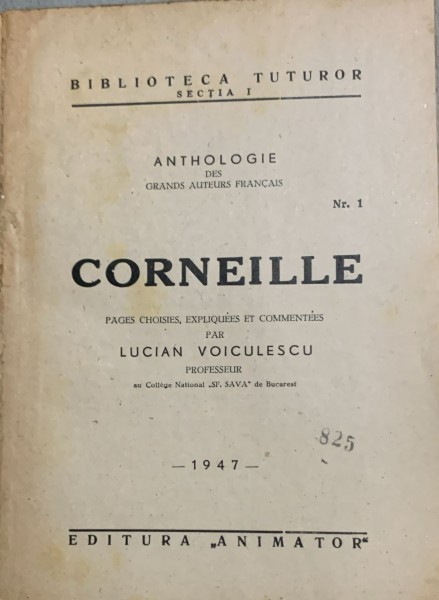 BIBLIOTECA TUTUROR
SECȚIA I
ANTHOLOGIE
DES
GRANDS AUTEURS FRANÇAIS
Nr. 1
CORNEILLE
PAGES CHOISIES, EXPLIQUÉES ET COMMENTÉES
PAR
LUCIAN VOICULESCU
PROFESSEUR
au Collège National „SF. SAVA" de Bucarest
825
— 1947 —
EDITURA „ANIMATOR"